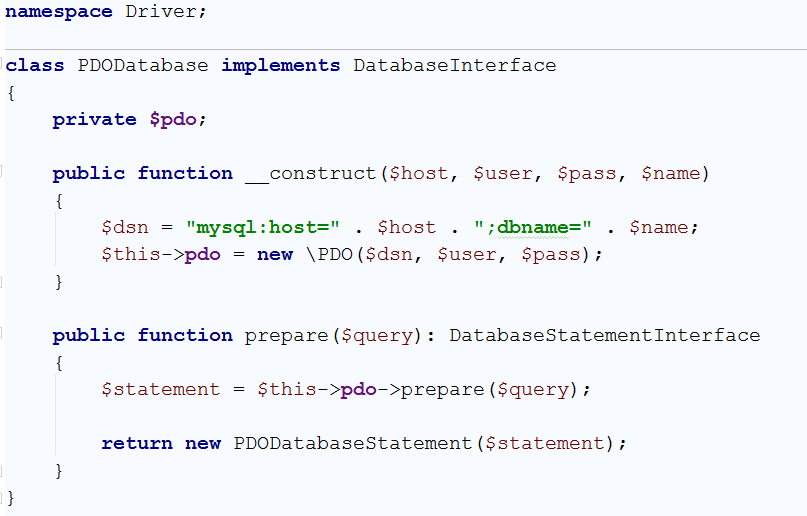 namespace Driver;
class PDODatabase implements DatabaseInterface
{
private $pdo;
public function __construct($host, $user, $pass, $name)
{
$dsn = "mysql:host=" . $host . ";dbname=" . $name;
$this->pdo = new \PDO($dsn, $user, $pass);
}
public function prepare($query): DatabaseStatementInterface
{
$statement = $this->pdo->prepare($query);
return new PDODatabaseStatement($statement);
}
}